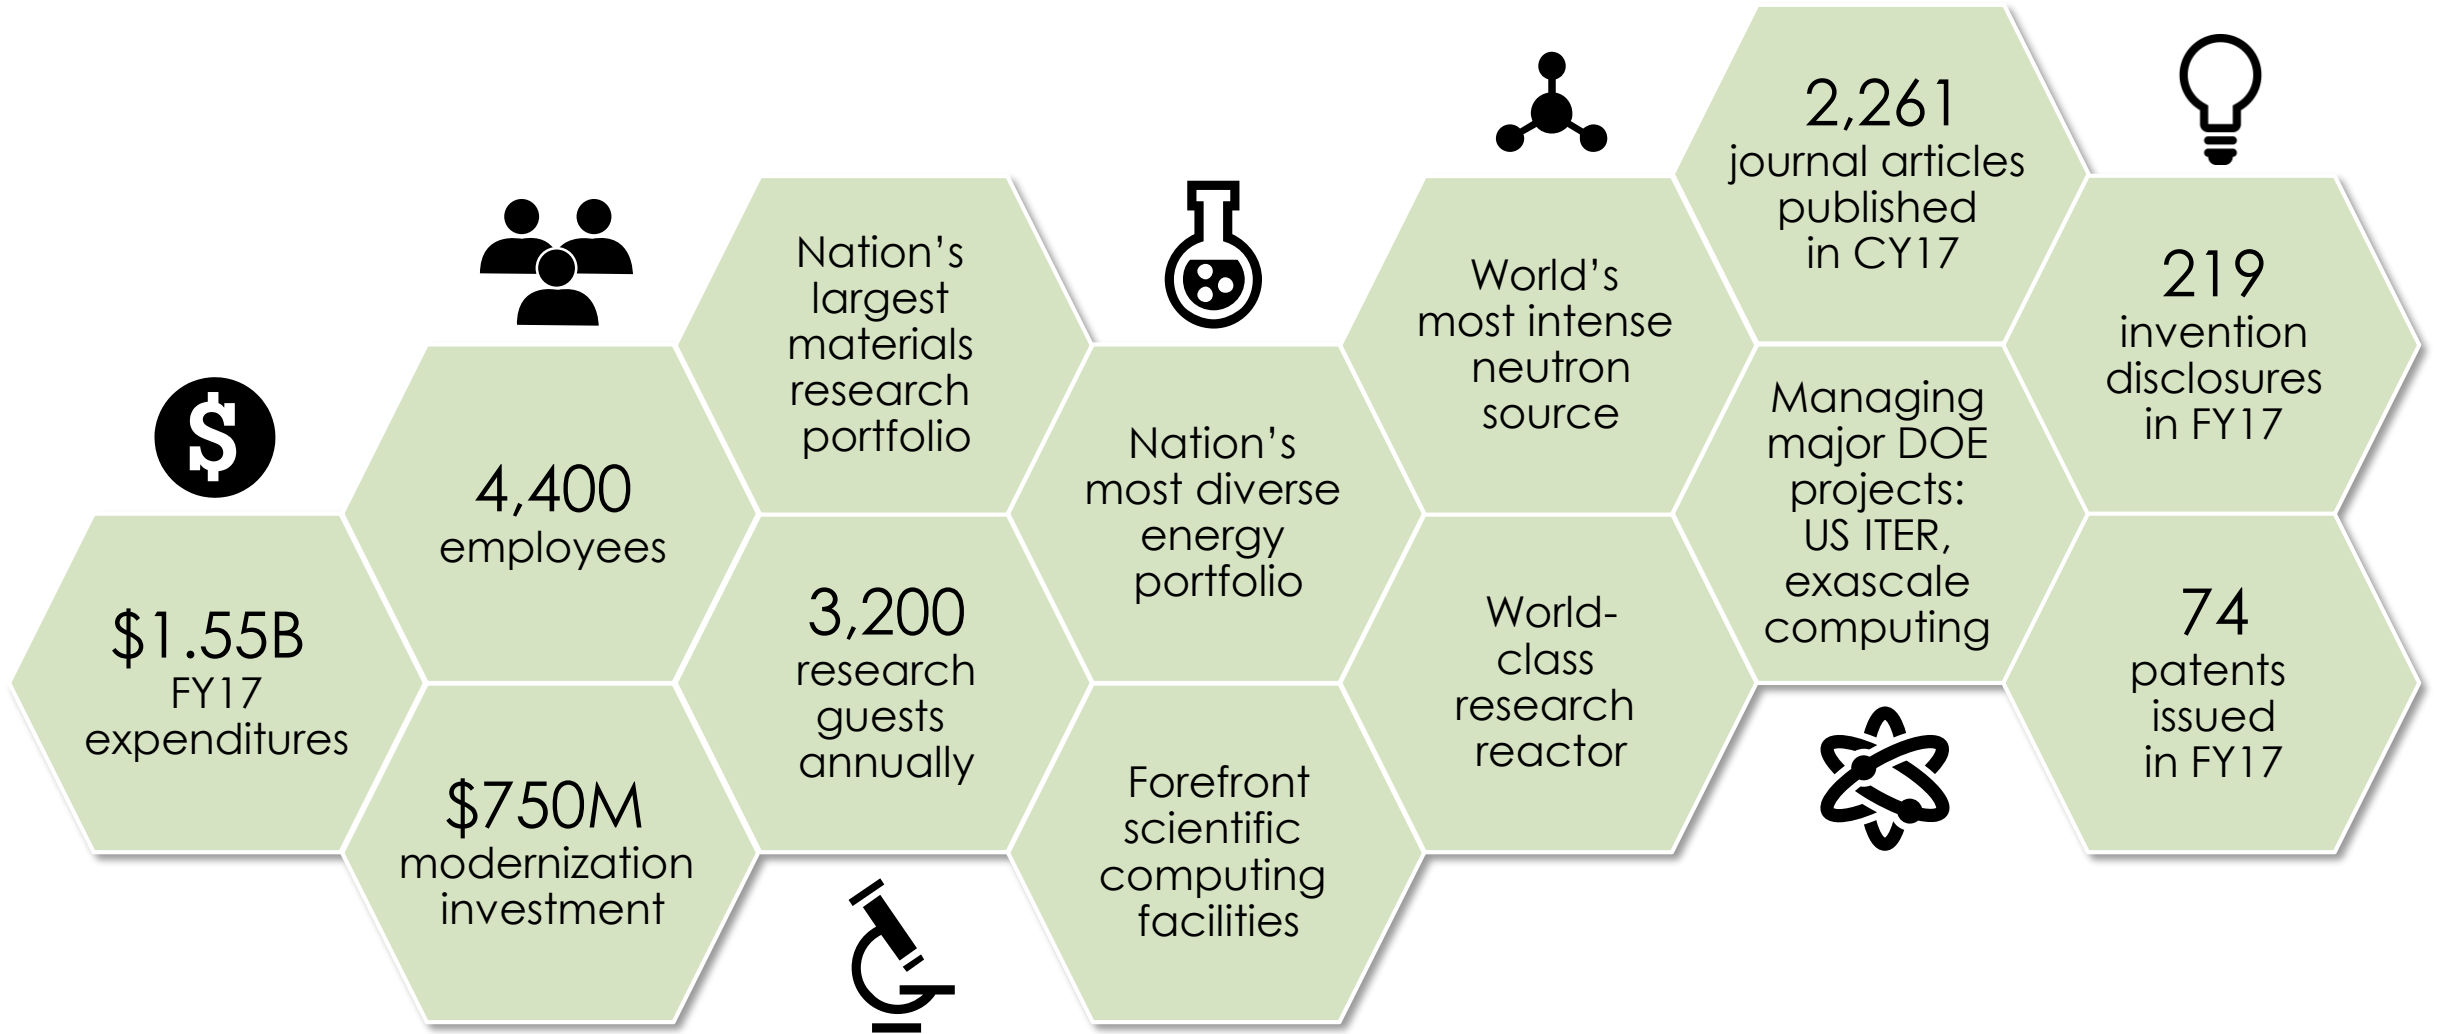 $1.55B
FY17
expenditures
4,400
employees
$750M
modernization
investment
Nation’s
largest
materials
research
portfolio
3,200
research
guests
annually
Nation’s
most diverse
energy
portfolio
Forefront
scientific
computing
facilities
World’s
most intense
neutron
source
World-
class
research
reactor
2,261
journal articles
published
in CY17
Managing
major DOE
projects:
US ITER,
exascale
computing
219
invention
disclosures
in FY17
74
patents
issued
in FY17